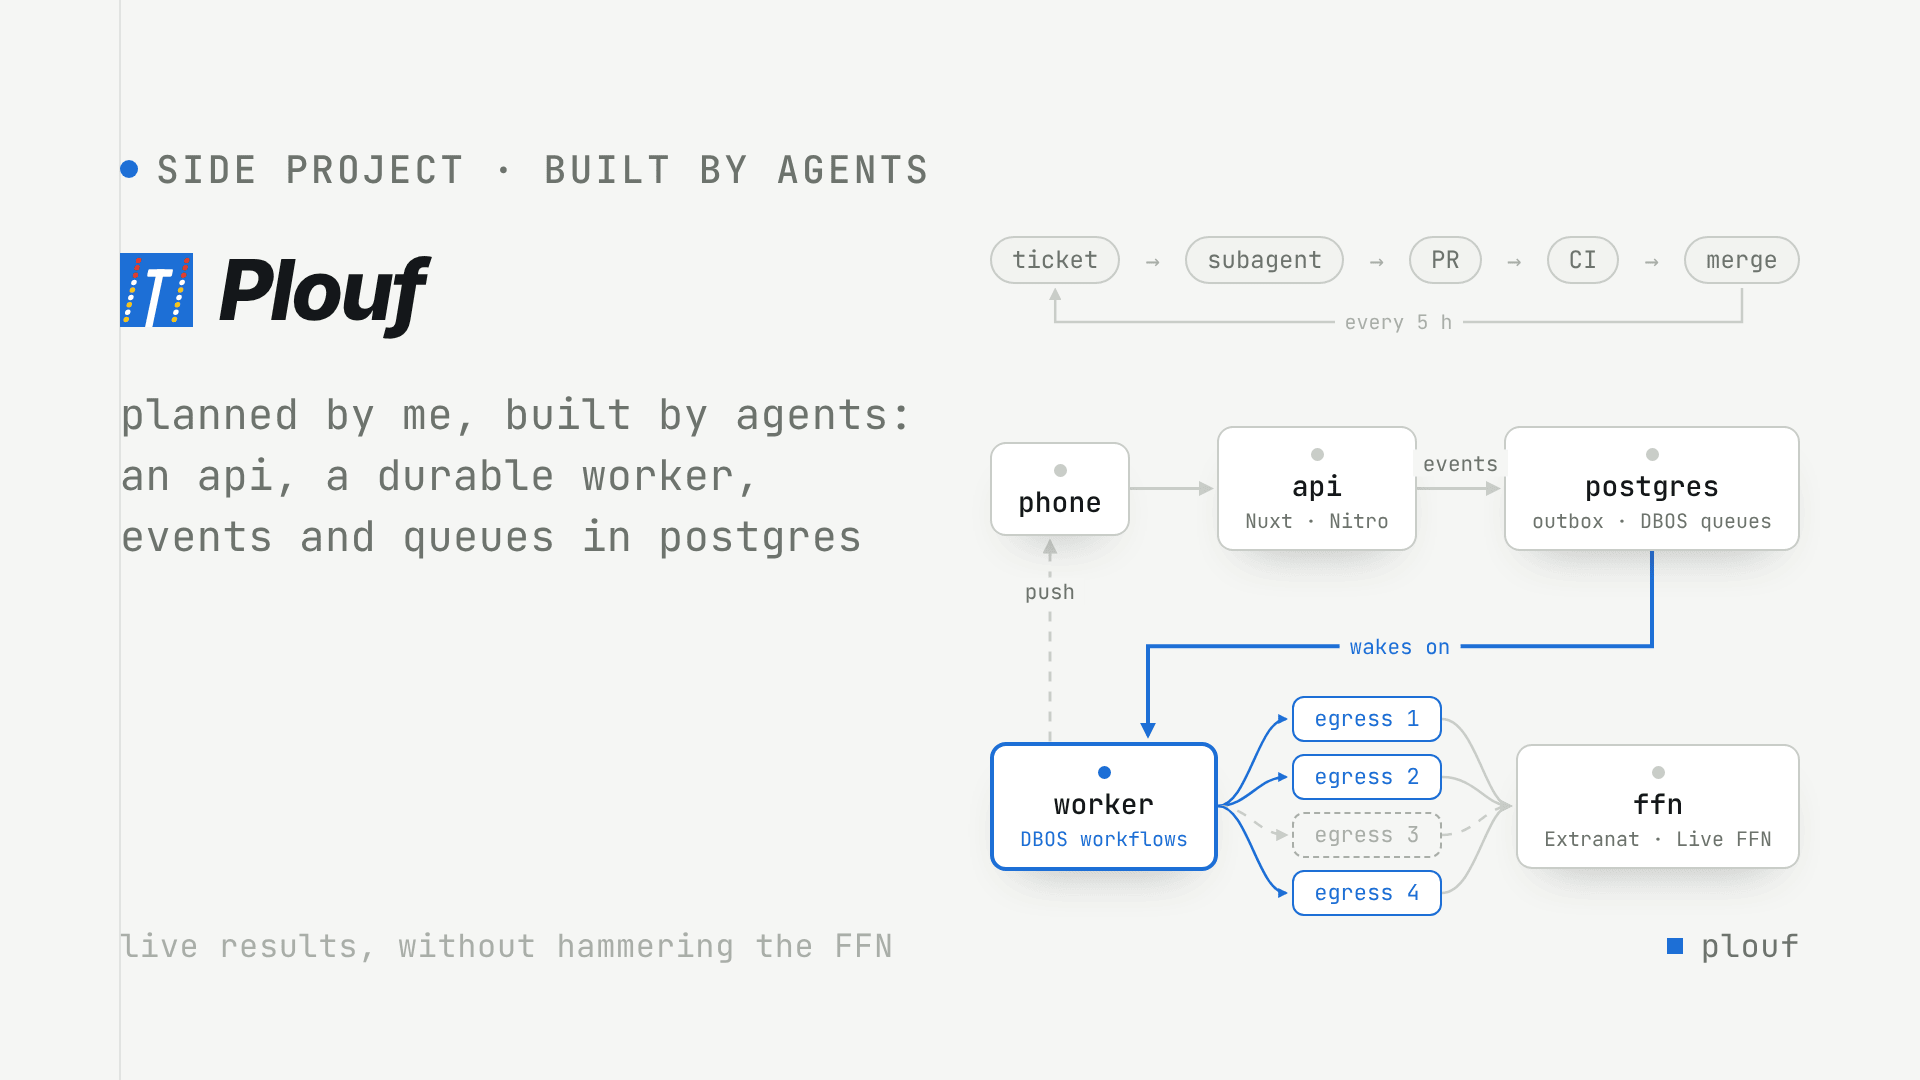 SIDE PROJECT · BUILT BY AGENTS
Plouf
planned by me, built by agents:
an api, a durable worker,
events and queues in postgres
live results, without hammering the FFN
ticket → subagent → PR → CI → merge
every 5 h
phone
api
Nuxt · Nitro
events
postgres
outbox · DBOS queues
push
wakes on
worker
DBOS workflows
egress 1
egress 2
egress 3
egress 4
ffn
Extranat · Live FFN
plouf